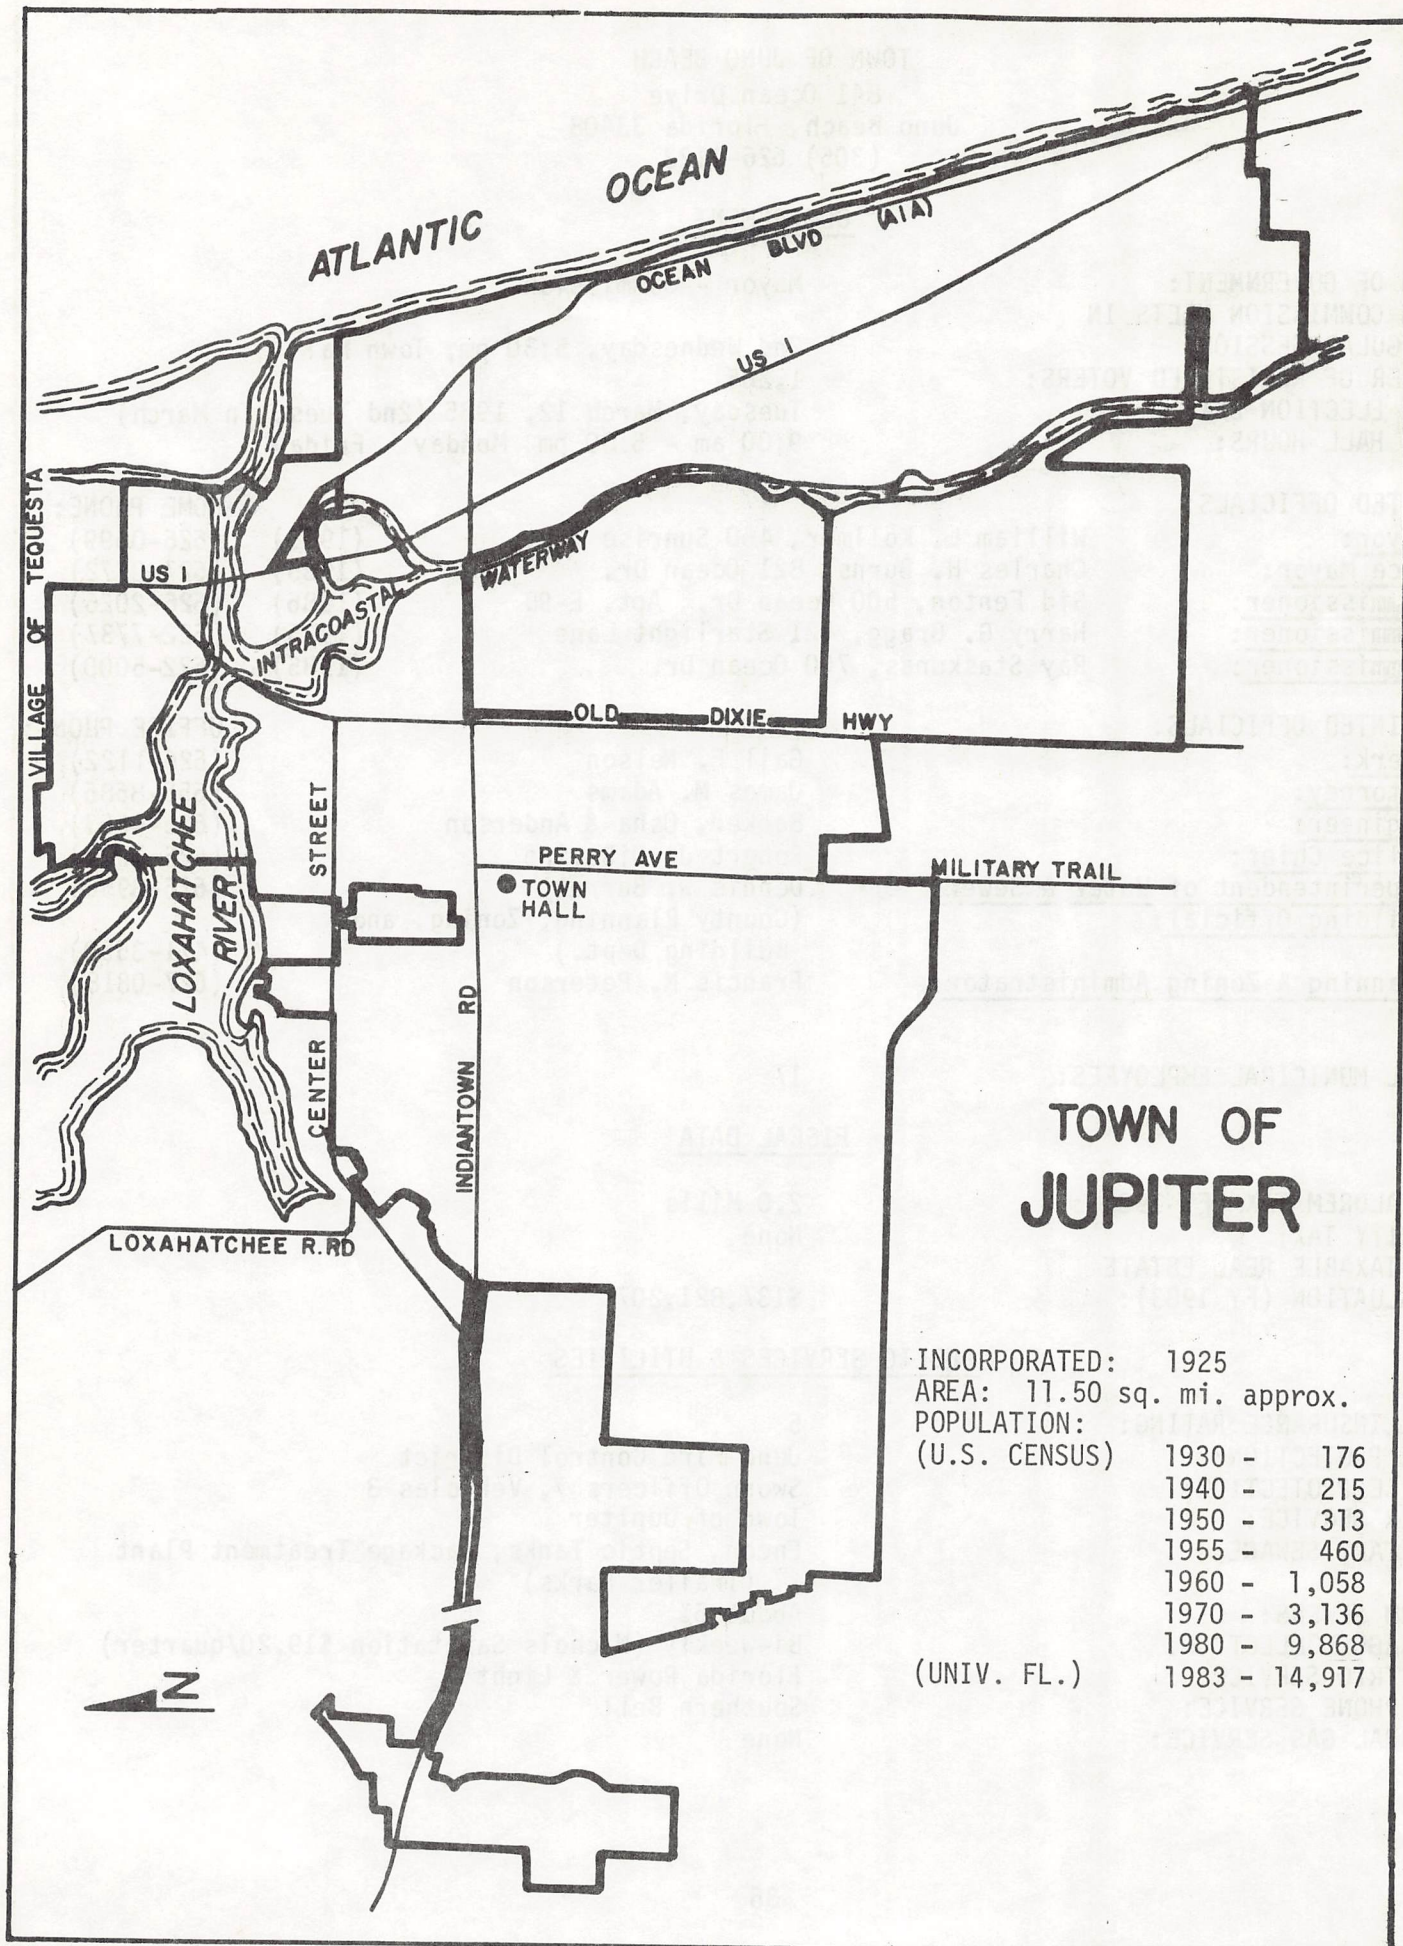 ATLANTIC OCEAN
OCEAN BLVD (A1A)
US 1
VILLAGE OF TEQUESTA
US 1
INTRACOASTAL WATERWAY
OLD DIXIE HWY
LOXAHATCHEE RIVER
CENTER STREET
PERRY AVE
MILITARY TRAIL
TOWN
HALL
INDIANTOWN RD
LOXAHATCHEE R. RD
TOWN OF
JUPITER
INCORPORATED: 1925
AREA: 11.50 sq. mi. approx.
POPULATION:
(U.S. CENSUS) 1930 - 176
1940 - 215
1950 - 313
1955 - 460
1960 - 1,058
1970 - 3,136
1980 - 9,868
(UNIV. FL.) 1983 - 14,917
N